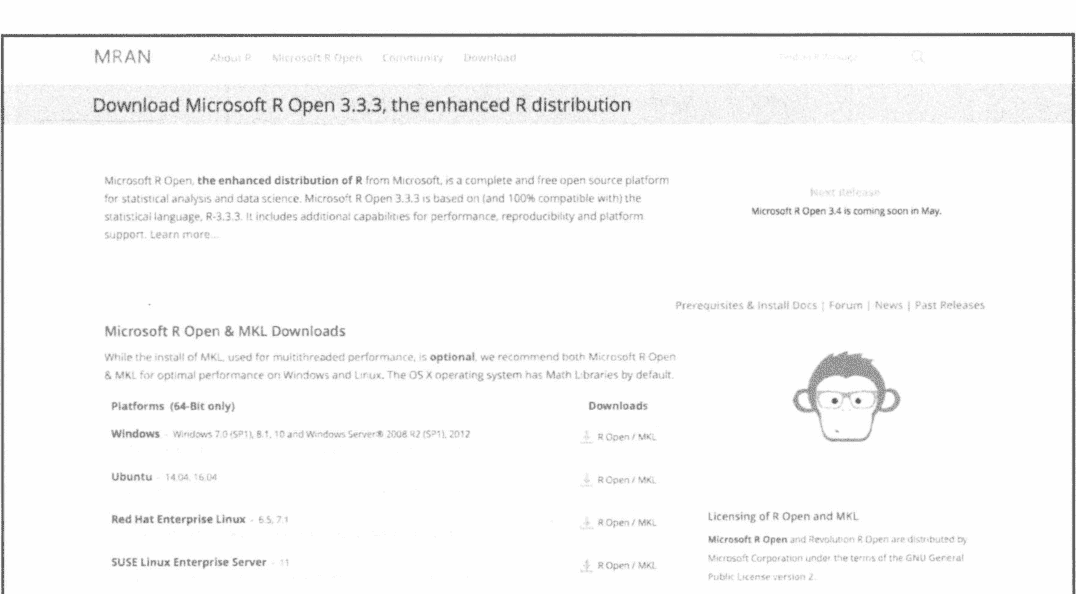 MRAN About R Microsoft R Open Community Download
Download Microsoft R Open 3.3.3, the enhanced R distribution
Microsoft R Open, the enhanced distribution of R from Microsoft, is a complete and free open source platform
for statistical analysis and data science. Microsoft R Open 3.3.3 is based on (and 100% compatible with) the
statistical language, R-3.3.3. It includes additional capabilities for performance, reproducibility and platform
support. Learn more...
Next Release
Microsoft R Open 3.4 is coming soon in May.
Prerequisites & Install Docs | Forum | News | Past Releases
Microsoft R Open & MKL Downloads
While the install of MKL, used for multithreaded performance, is optional, we recommend both Microsoft R Open
& MKL for optimal performance on Windows and Linux. The OS X operating system has Math Libraries by default.
Platforms (64-Bit only) Downloads
Windows - Windows 7.0 (SP1), 8.1, 10 and Windows Server® 2008 R2 (SP1), 2012 R Open / MKL
Ubuntu - 14.04, 16.04 R Open / MKL
Red Hat Enterprise Linux - 6.5, 7.1 R Open / MKL
SUSE Linux Enterprise Server - 11 R Open / MKL
Licensing of R Open and MKL
Microsoft R Open and Revolution R Open are distributed by
Microsoft Corporation under the terms of the GNU General
Public License version 2.